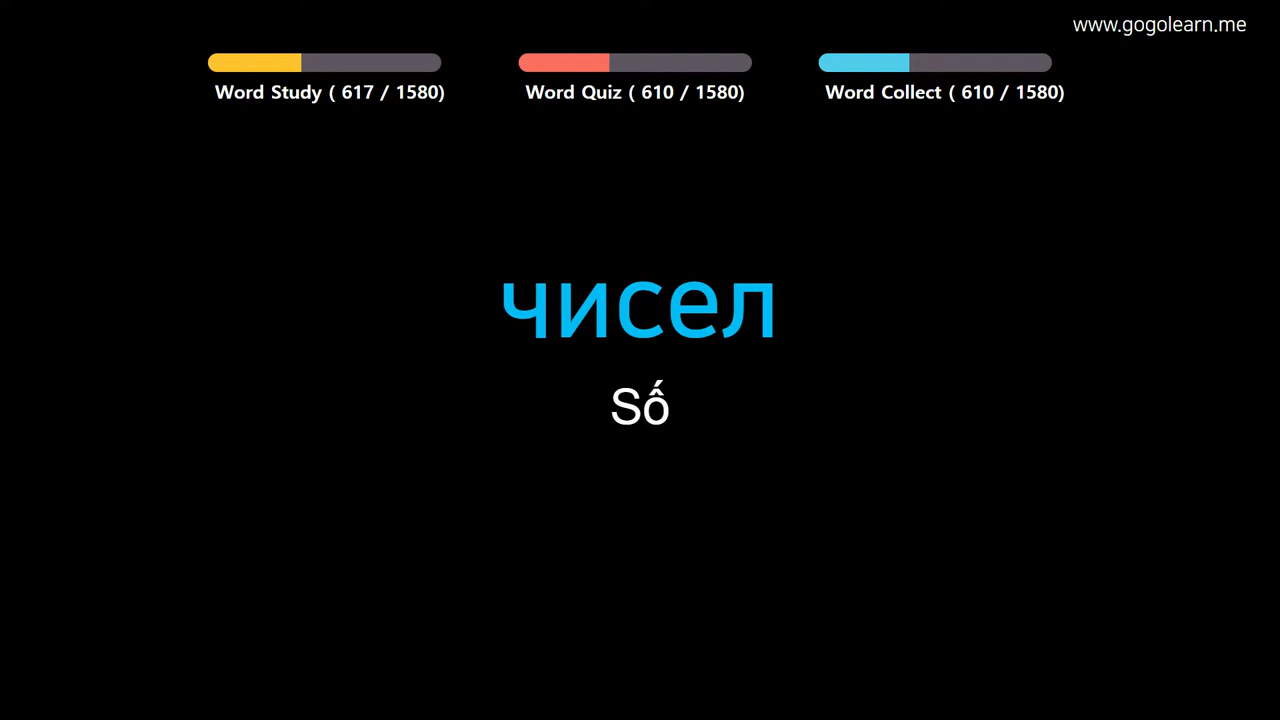 www.gogolearn.me
Word Study ( 617 / 1580)
Word Quiz ( 610 / 1580)
Word Collect ( 610 / 1580)
чисел
Số